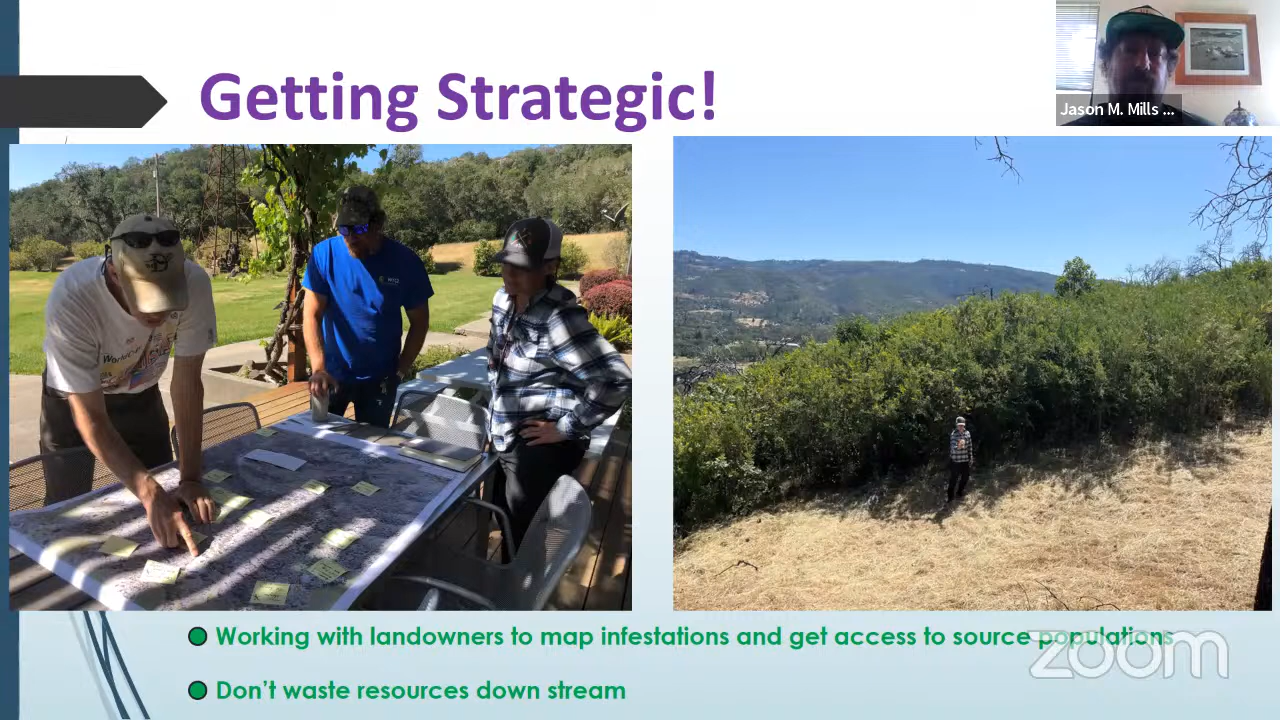 Getting Strategic!
Jason M. Mills ...
Working with landowners to map infestations and get access to source populations
Don't waste resources down stream
zoom